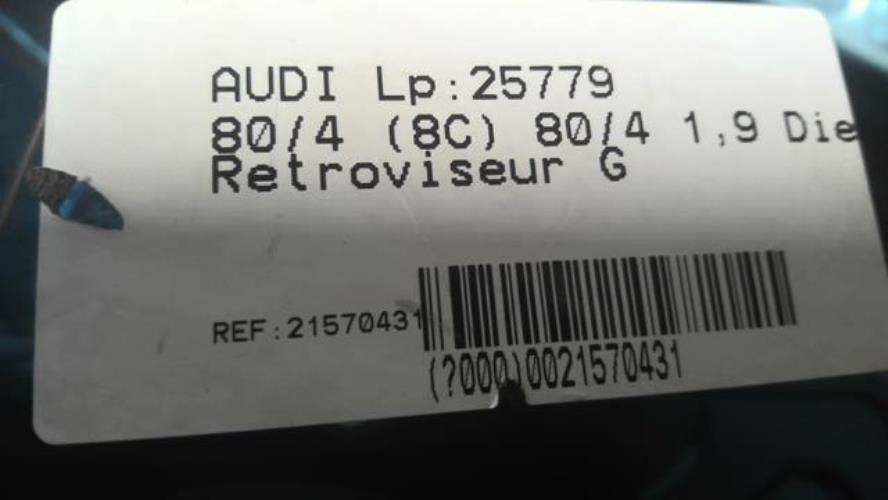 AUDI Lp:25779
80/4 (8C) 80/4 1,9 Die
Retroviseur G
REF:21570431
(?000)0021570431